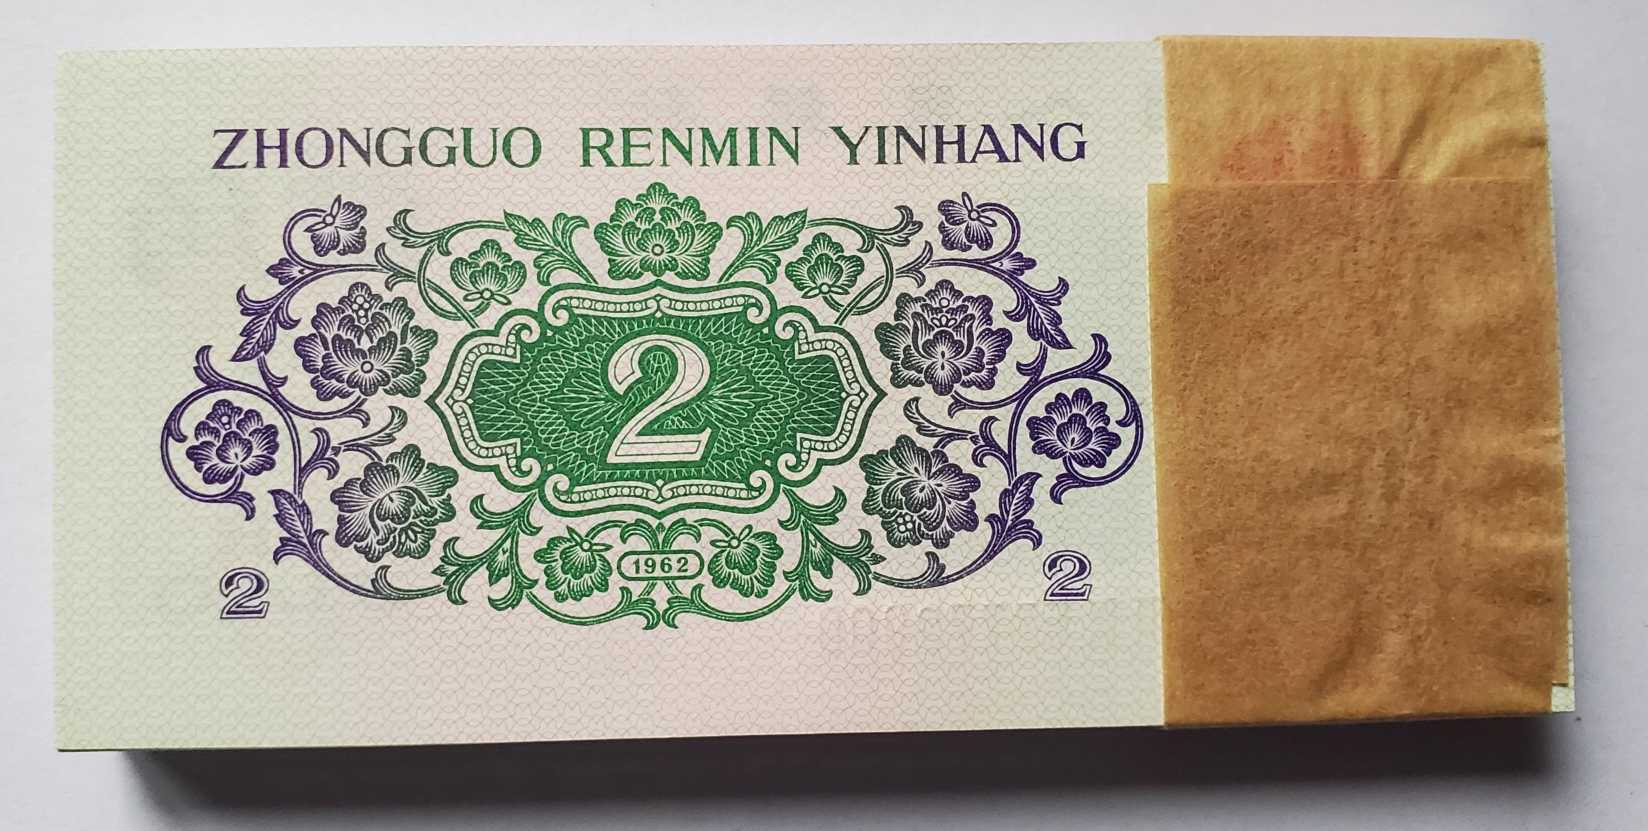 ZHONGGUO RENMIN YINHANG
2
1962
2 2